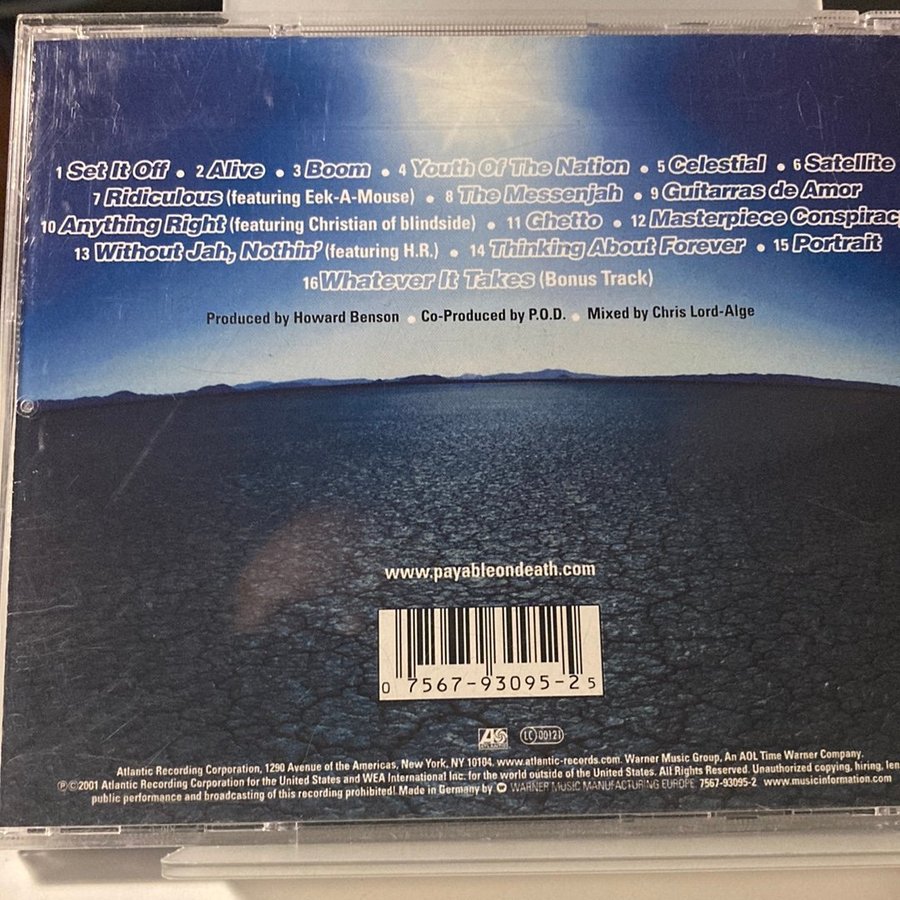 1 Set It Off • 2 Alive • 3 Boom • 4 Youth Of The Nation • 5 Celestial • 6 Satellite
7 Ridiculous (featuring Eek-A-Mouse) • 8 The Messenjah • 9 Guitarras de Amor
10 Anything Right (featuring Christian of blindside) • 11 Ghetto • 12 Masterpiece Conspiracy
13 Without Jah, Nothin' (featuring H.R.) • 14 Thinking About Forever • 15 Portrait
16 Whatever It Takes (Bonus Track)
Produced by Howard Benson • Co-Produced by P.O.D. • Mixed by Chris Lord-Alge
www.payableondeath.com
0 7567-93095-2 5
ATLANTIC LC 00121
Atlantic Recording Corporation, 1290 Avenue of the Americas, New York, NY 10104. www.atlantic-records.com. Warner Music Group, An AOL Time Warner Company.
℗©2001 Atlantic Recording Corporation for the United States and WEA International Inc. for the world outside of the United States. All Rights Reserved. Unauthorized copying, hiring, len
public performance and broadcasting of this recording prohibited! Made in Germany by WARNER MUSIC MANUFACTURING EUROPE 7567-93095-2 www.musicinformation.com